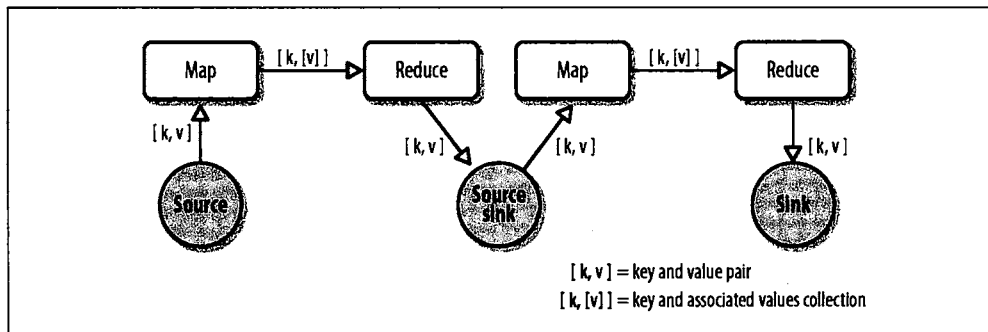 Map
[ k, [v] ]
Reduce
Map
[ k, [v] ]
Reduce
[ k, v ]
[ k, v ]
[ k, v ]
[ k, v ]
Source
Source
sink
Sink
[ k, v ] = key and value pair
[ k, [v] ] = key and associated values collection